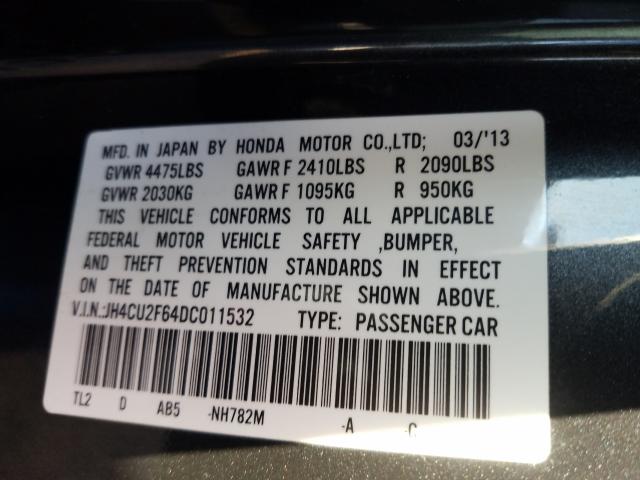 MFD. IN JAPAN BY HONDA MOTOR CO.,LTD; 03/'13
GVWR 4475LBS GAWR F 2410LBS R 2090LBS
GVWR 2030KG GAWR F 1095KG R 950KG
THIS VEHICLE CONFORMS TO ALL APPLICABLE
FEDERAL MOTOR VEHICLE SAFETY ,BUMPER,
AND THEFT PREVENTION STANDARDS IN EFFECT
ON THE DATE OF MANUFACTURE SHOWN ABOVE.
V.I.N.:JH4CU2F64DC011532 TYPE: PASSENGER CAR
TL2 D AB5 -NH782M -A -C